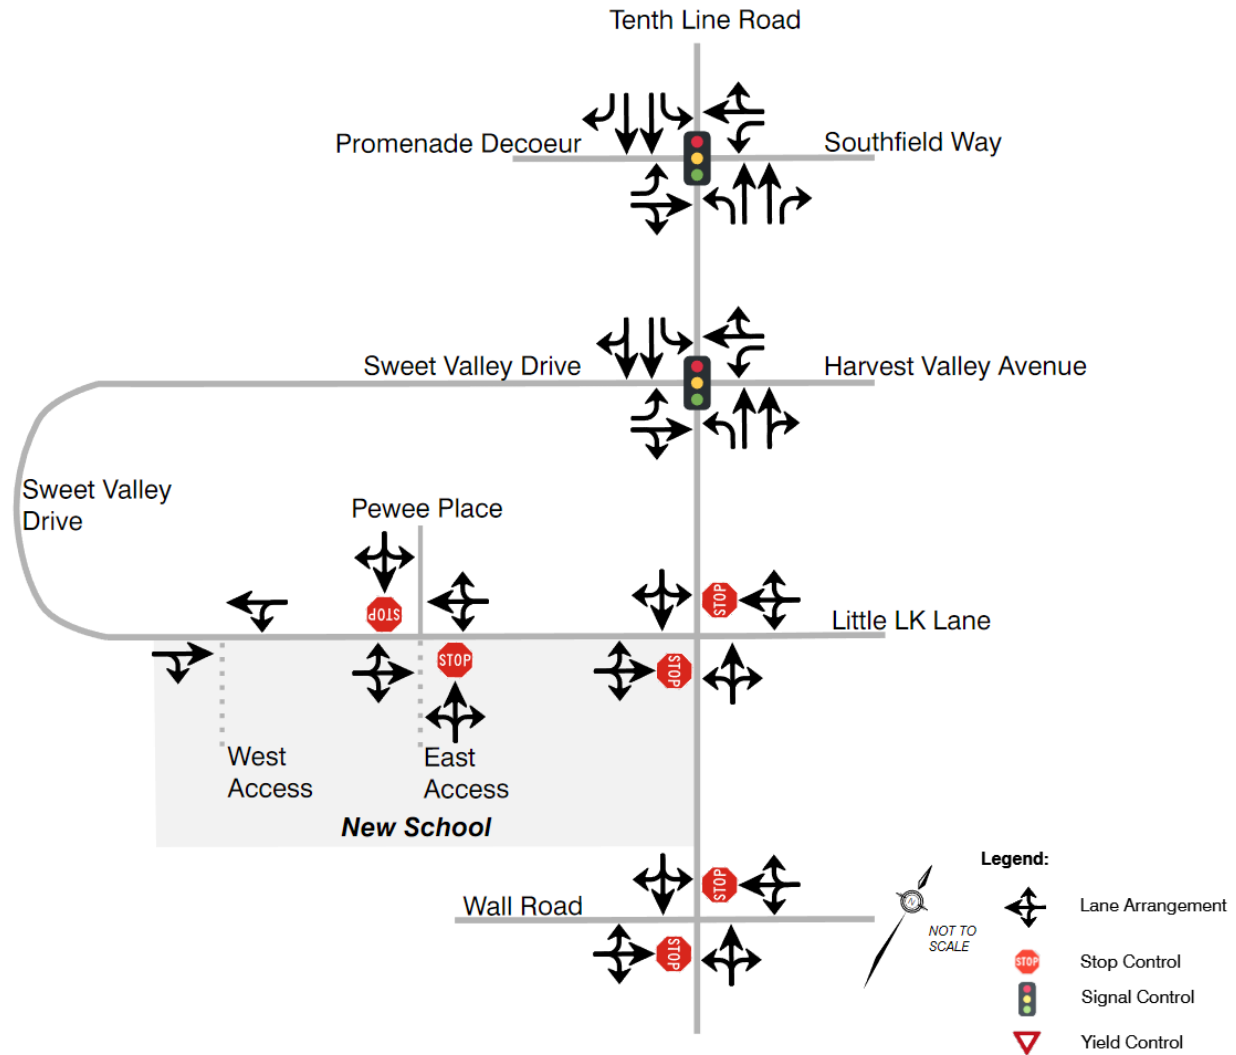 Tenth Line Road
Promenade Decoeur
Southfield Way
Sweet Valley Drive
Harvest Valley Avenue
Sweet Valley
Drive
Pewee Place
STOP
STOP
Little LK Lane
STOP
STOP
West
Access
East
Access
New School
STOP
Wall Road
STOP
N
NOT TO
SCALE
Legend:
Lane Arrangement
STOP
Stop Control
Signal Control
Yield Control